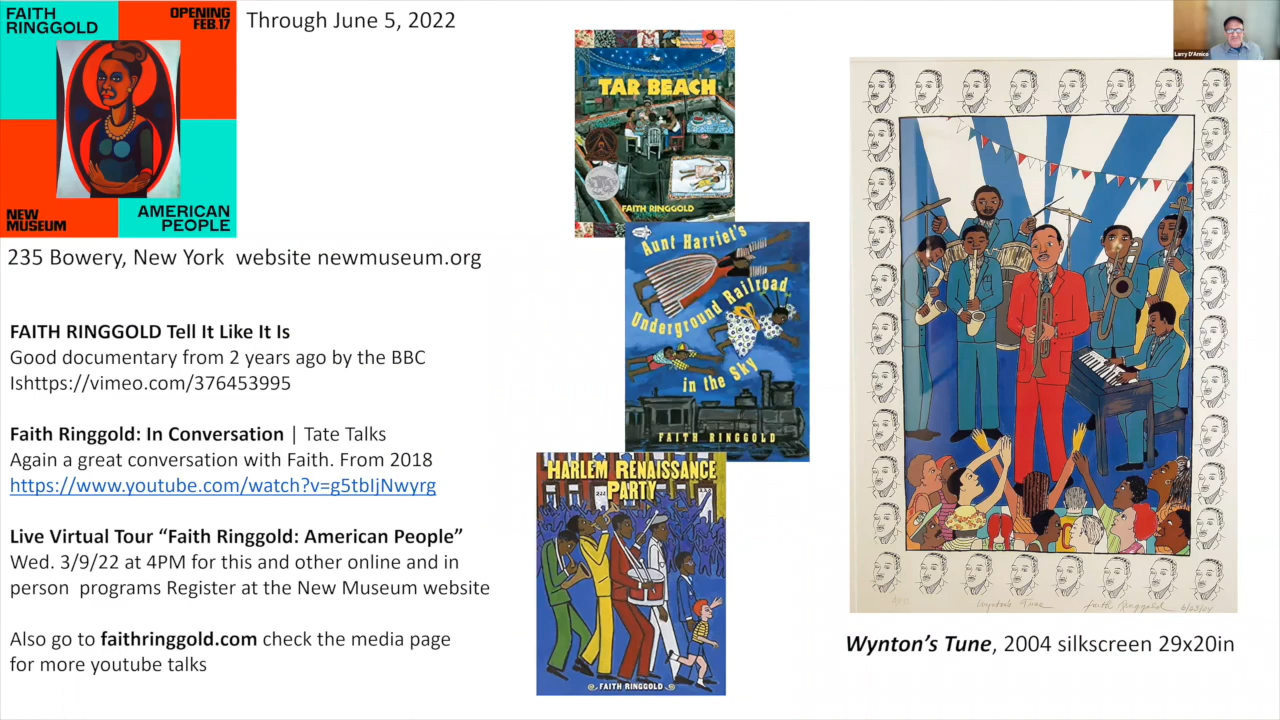 FAITH
RINGGOLD
OPENING
FEB.17
NEW
MUSEUM
AMERICAN
PEOPLE
Through June 5, 2022
235 Bowery, New York website newmuseum.org
FAITH RINGGOLD Tell It Like It Is
Good documentary from 2 years ago by the BBC
Ishttps://vimeo.com/376453995
Faith Ringgold: In Conversation | Tate Talks
Again a great conversation with Faith. From 2018
https://www.youtube.com/watch?v=g5tbIjNwyrg
Live Virtual Tour “Faith Ringgold: American People”
Wed. 3/9/22 at 4PM for this and other online and in
person programs Register at the New Museum website
Also go to faithringgold.com check the media page
for more youtube talks
TAR BEACH
FAITH RINGGOLD
Aunt Harriet's
Underground Railroad
in the Sky
FAITH RINGGOLD
HARLEM RENAISSANCE
PARTY
FAITH RINGGOLD
Larry D'Amico
Wynton's Tune
Faith Ringgold
Wynton’s Tune, 2004 silkscreen 29x20in